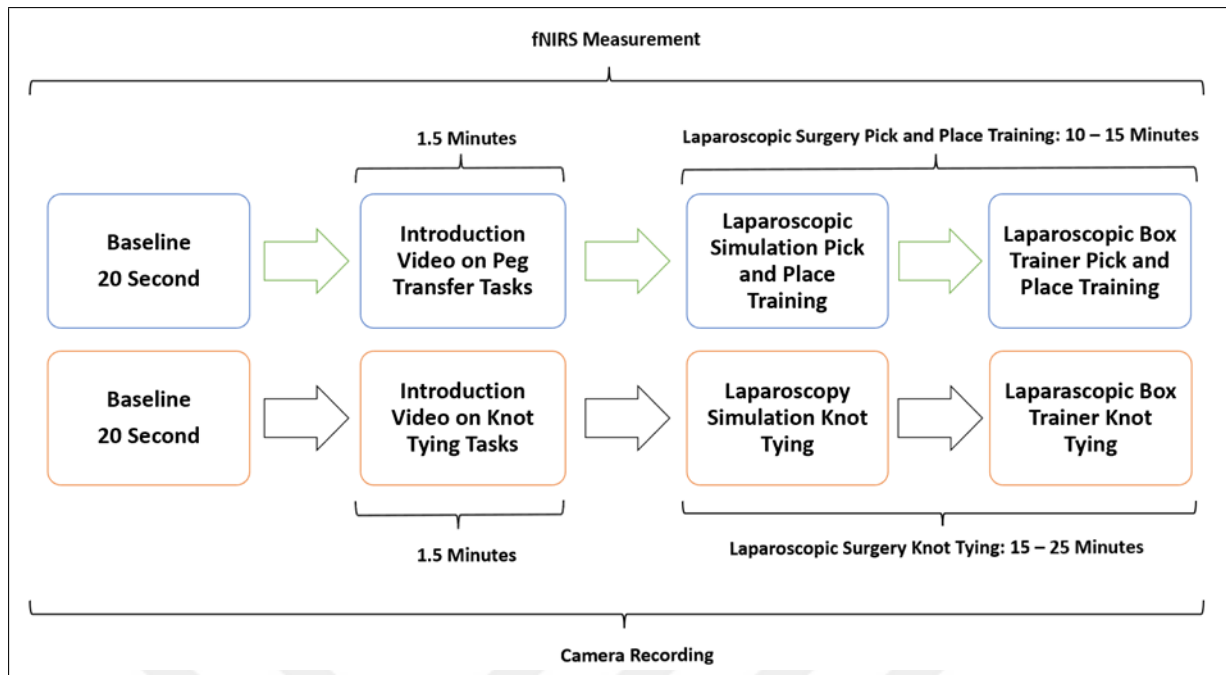 fNIRS Measurement
1.5 Minutes
Laparoscopic Surgery Pick and Place Training: 10 – 15 Minutes
Baseline
20 Second
Introduction
Video on Peg
Transfer Tasks
Laparoscopic
Simulation Pick
and Place
Training
Laparoscopic Box
Trainer Pick and
Place Training
Baseline
20 Second
Introduction
Video on Knot
Tying Tasks
Laparoscopy
Simulation Knot
Tying
Laparascopic Box
Trainer Knot
Tying
1.5 Minutes
Laparoscopic Surgery Knot Tying: 15 – 25 Minutes
Camera Recording